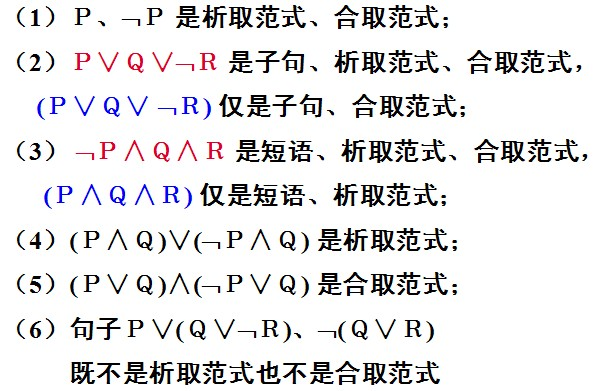 （1）P、¬P 是析取范式、合取范式；
（2）P∨Q∨¬R 是子句、析取范式、合取范式，
(P∨Q∨¬R) 仅是子句、合取范式；
（3）¬P∧Q∧R 是短语、析取范式、合取范式，
(P∧Q∧R) 仅是短语、析取范式；
（4）(P∧Q)∨(¬P∧Q) 是析取范式；
（5）(P∨Q)∧(¬P∨Q) 是合取范式；
（6）句子P∨(Q∨¬R)、¬(Q∨R)
既不是析取范式也不是合取范式